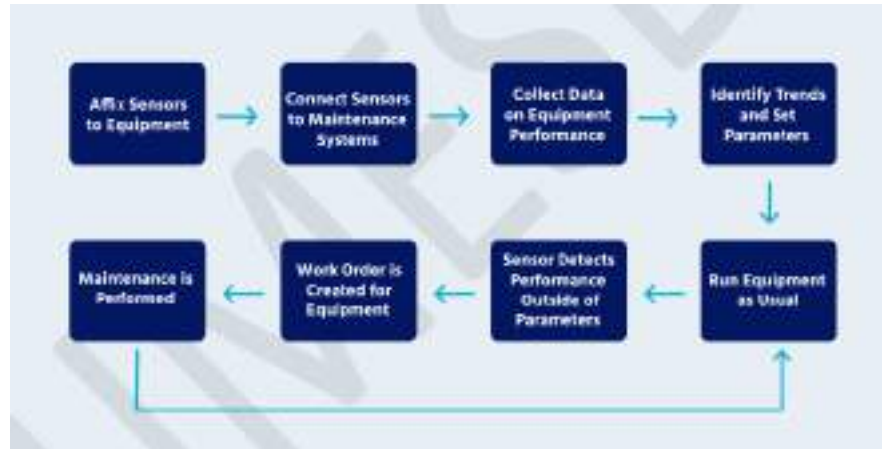 Affix Sensors
to Equipment
Connect Sensors
to Maintenance
Systems
Collect Data
on Equipment
Performance
Identify Trends
and Set
Parameters
Maintenance is
Performed
Work Order is
Created for
Equipment
Sensor Detects
Performance
Outside of
Parameters
Run Equipment
as Usual